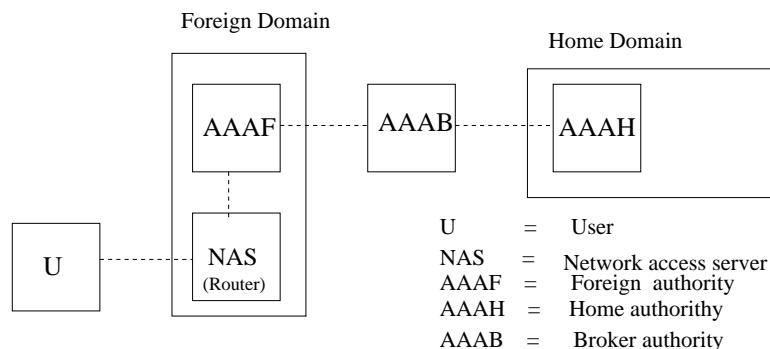 Foreign Domain
Home Domain
AAAF
AAAB
AAAH
U
NAS
(Router)
U = User
NAS = Network access server
AAAF = Foreign authority
AAAH = Home authorithy
AAAB = Broker authority